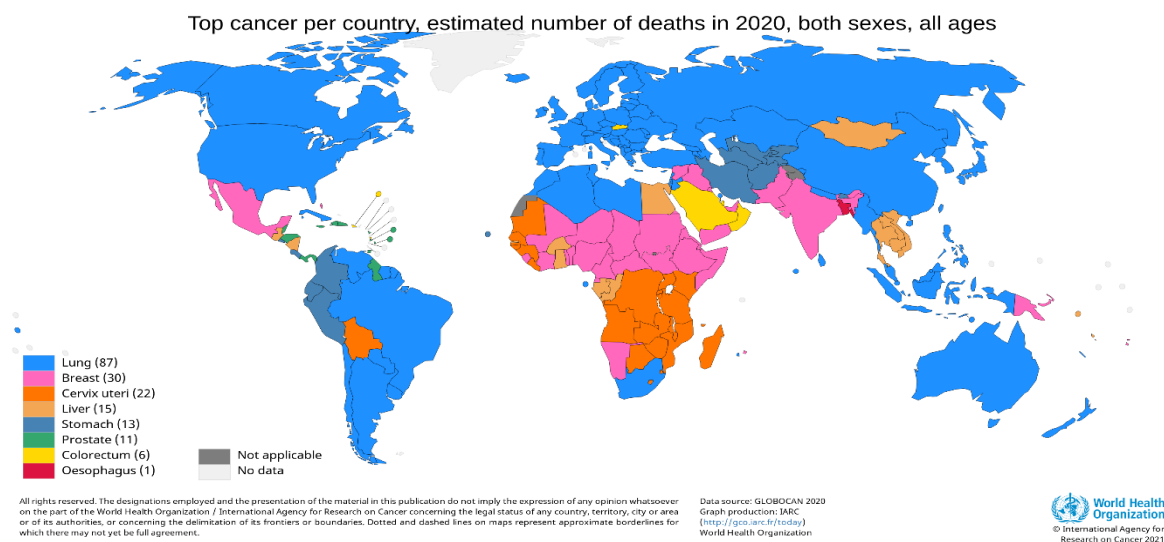 Top cancer per country, estimated number of deaths in 2020, both sexes, all ages
Lung (87)
Breast (30)
Cervix uteri (22)
Liver (15)
Stomach (13)
Prostate (11)
Colorectum (6)
Oesophagus (1)
Not applicable
No data
All rights reserved. The designations employed and the presentation of the material in this publication do not imply the expression of any opinion whatsoever
on the part of the World Health Organization / International Agency for Research on Cancer concerning the legal status of any country, territory, city or area
or of its authorities, or concerning the delimitation of its frontiers or boundaries. Dotted and dashed lines on maps represent approximate borderlines for
which there may not yet be full agreement.
Data source: GLOBOCAN 2020
Graph production: IARC
(http://gco.iarc.fr/today)
World Health Organization
World Health
Organization
© International Agency for
Research on Cancer 2021